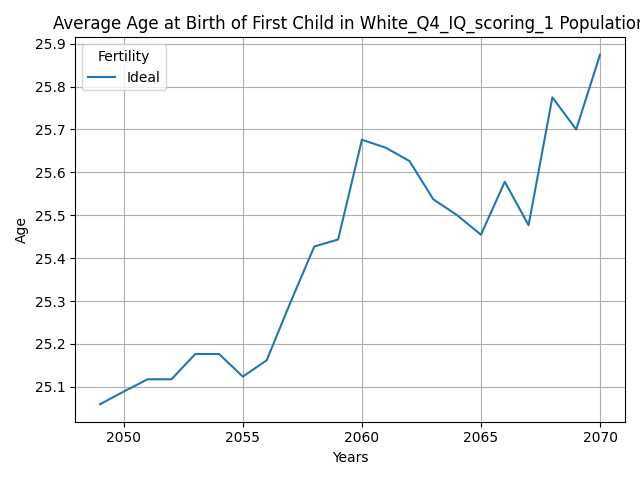 Average Age at Birth of First Child in White_Q4_IQ_scoring_1 Population
25.9
25.8
25.7
25.6
25.5
25.4
25.3
25.2
25.1
Age
Fertility
Ideal
2050 2055 2060 2065 2070
Years